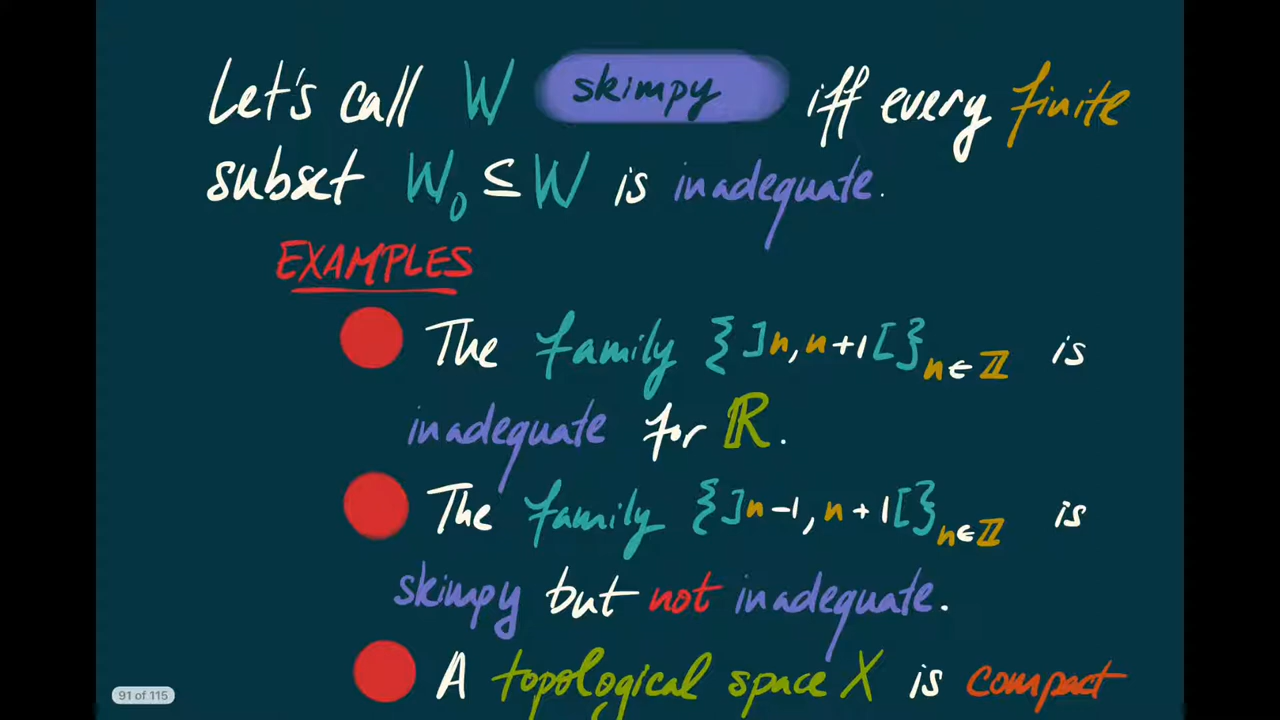 Let's call W skimpy iff every finite
subset W₀ ⊆ W is inadequate.
EXAMPLES
The family {]n, n+1[}n∈ℤ is
inadequate for ℝ.
The family {]n-1, n+1[}n∈ℤ is
skimpy but not inadequate.
A topological space X is compact
91 of 115